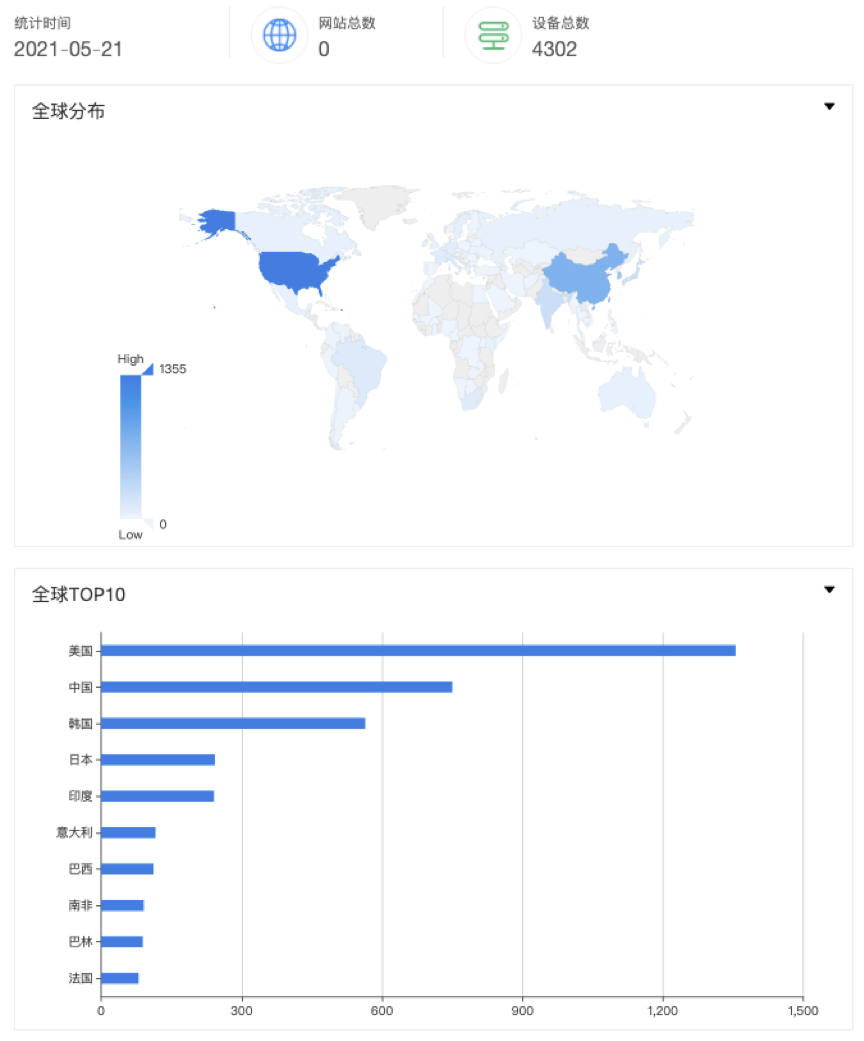 统计时间
2021-05-21
网站总数
0
设备总数
4302
全球分布
High
1355
0
Low
全球TOP10
美国
中国
韩国
日本
印度
意大利
巴西
南非
巴林
法国
0 300 600 900 1,200 1,500